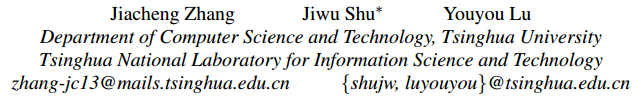 Jiacheng Zhang Jiwu Shu* Youyou Lu
Department of Computer Science and Technology, Tsinghua University
Tsinghua National Laboratory for Information Science and Technology
zhang-jc13@mails.tsinghua.edu.cn {shujw, luyouyou}@tsinghua.edu.cn